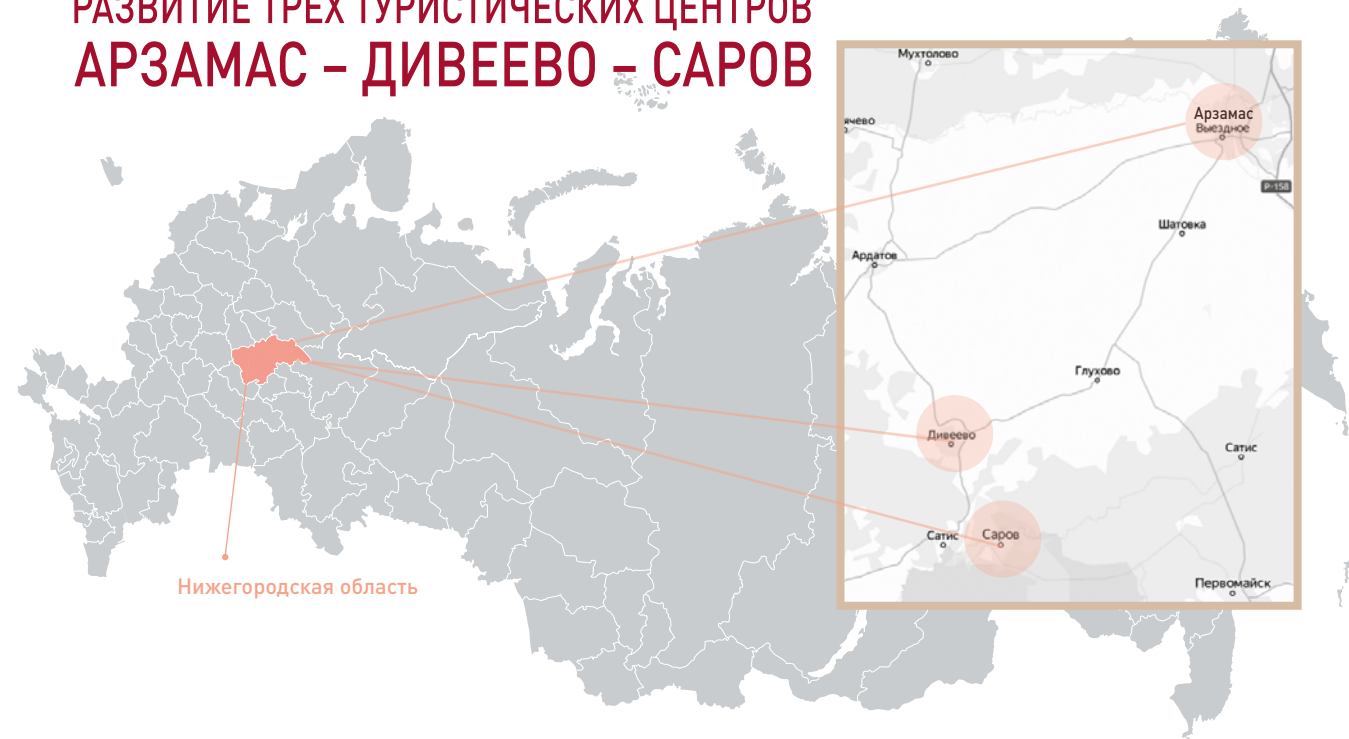 РАЗВИТИЕ ТРЕХ ТУРИСТИЧЕСКИХ ЦЕНТРОВ
АРЗАМАС – ДИВЕЕВО – САРОВ
Мухтолово
ячево
Арзамас
Выездное
Р-158
Шатовка
Ардатов
Глухово
Дивеево
Сатис
Сатис
Саров
Первомайск
Нижегородская область